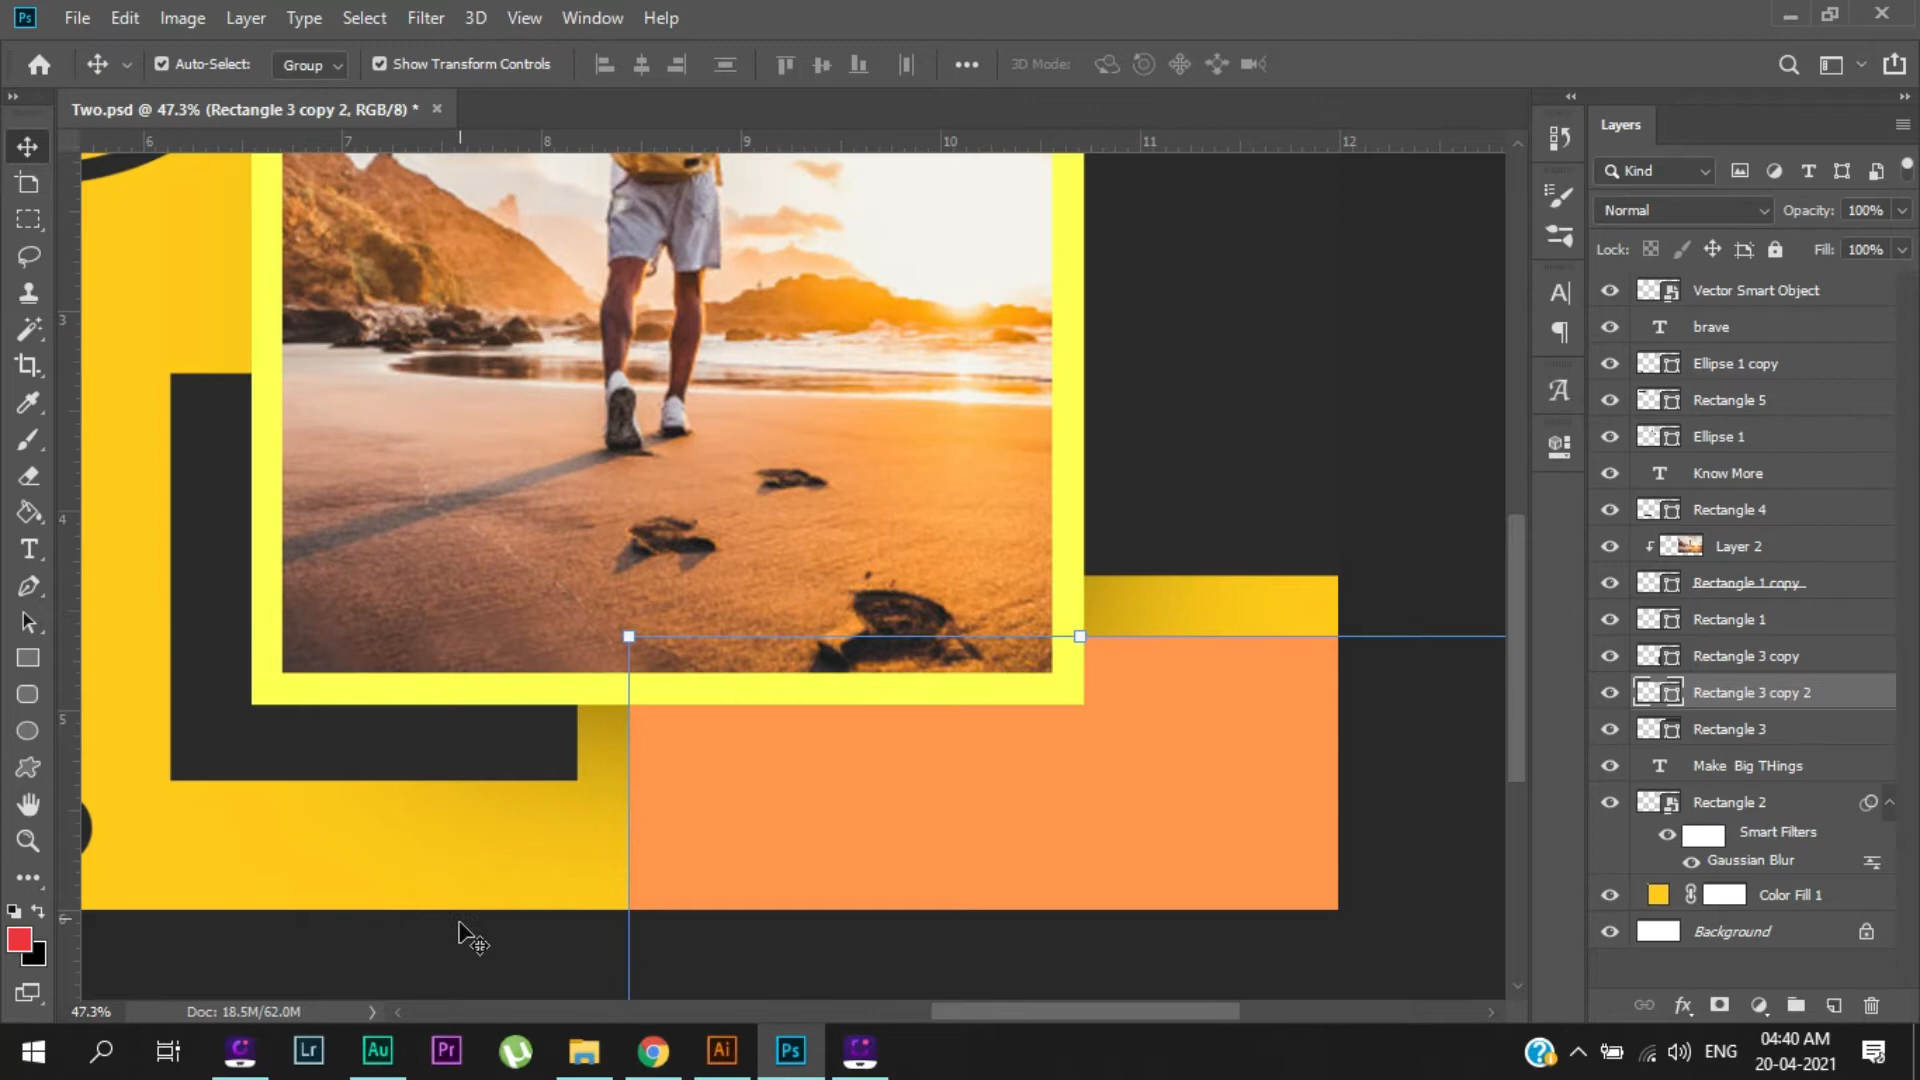 Ps File Edit Image Layer Type Select Filter 3D View Window Help
Auto-Select: Group Show Transform Controls 3D Mode:
Two.psd @ 47.3% (Rectangle 3 copy 2, RGB/8) *
6 7 8 9 10 11 12
3
4
5
6
Layers
Kind
Normal Opacity: 100%
Lock: Fill: 100%
Vector Smart Object
brave
Ellipse 1 copy
Rectangle 5
Ellipse 1
Know More
Rectangle 4
Layer 2
Rectangle 1 copy
Rectangle 1
Rectangle 3 copy
Rectangle 3 copy 2
Rectangle 3
Make Big THings
Rectangle 2
Smart Filters
Gaussian Blur
Color Fill 1
Background
47.3% Doc: 18.5M/62.0M
Lr Au Pr Ai Ps
ENG
04:40 AM
20-04-2021